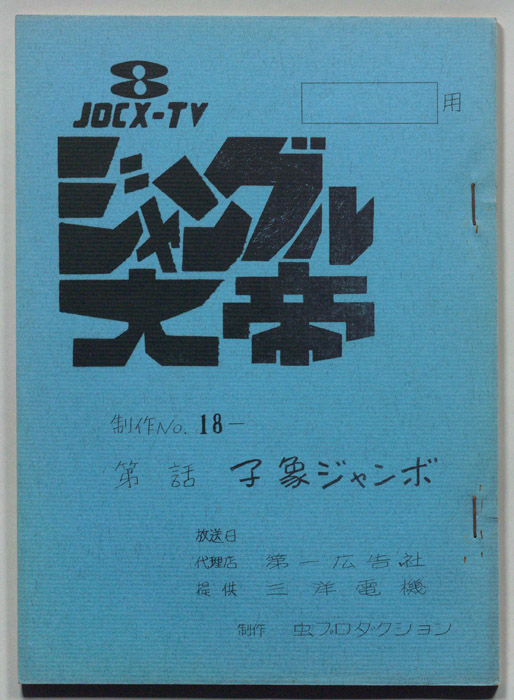 8
JOCX-TV
用
ジャングル
大帝
制作No. 18-
第 話 子象ジャンボ
放送日
代理店 第一広告社
提供 三洋電機
制作 虫プロダクション